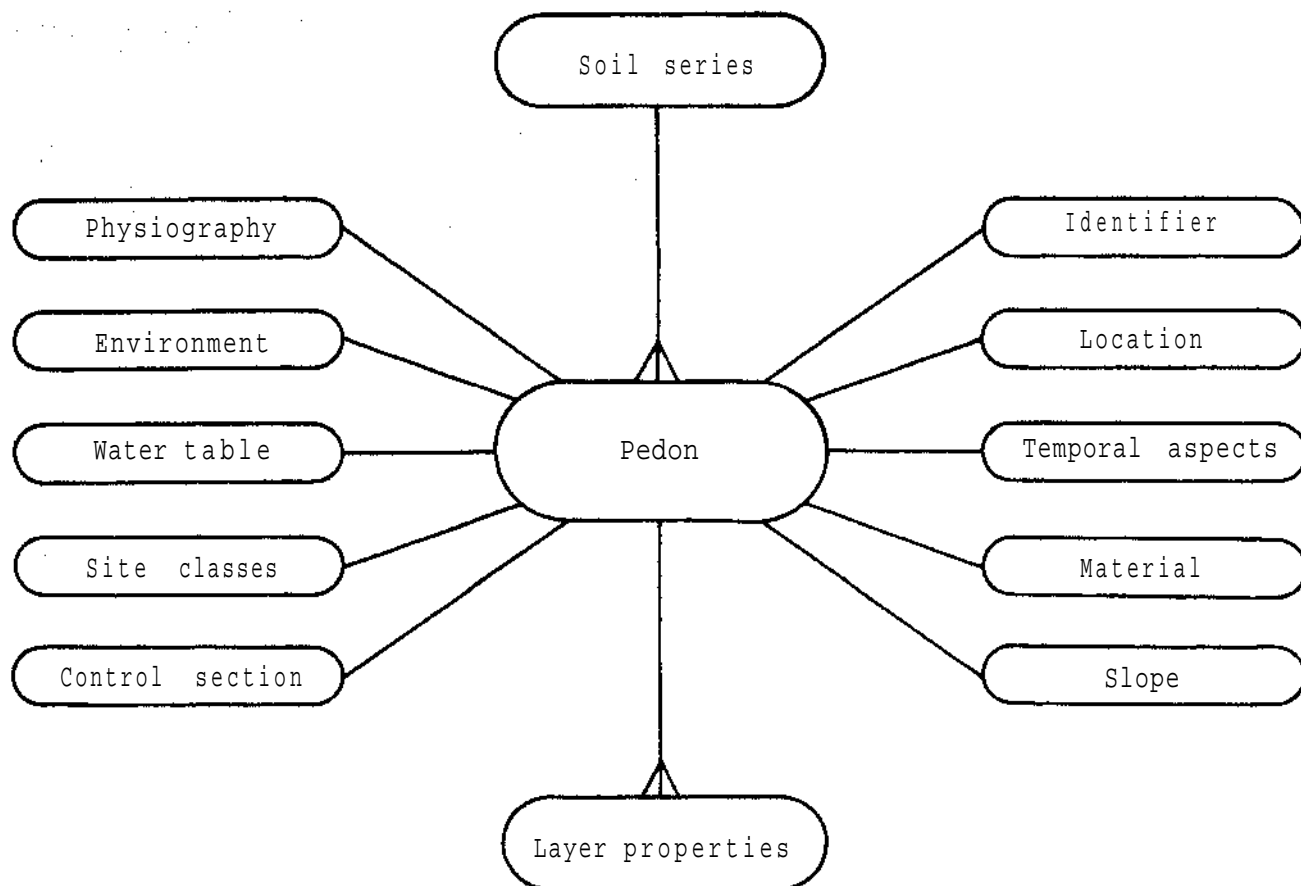 Soil series
Physiography
Identifier
Environment
Location
Water table
Pedon
Temporal aspects
Site classes
Material
Control section
Slope
Layer properties